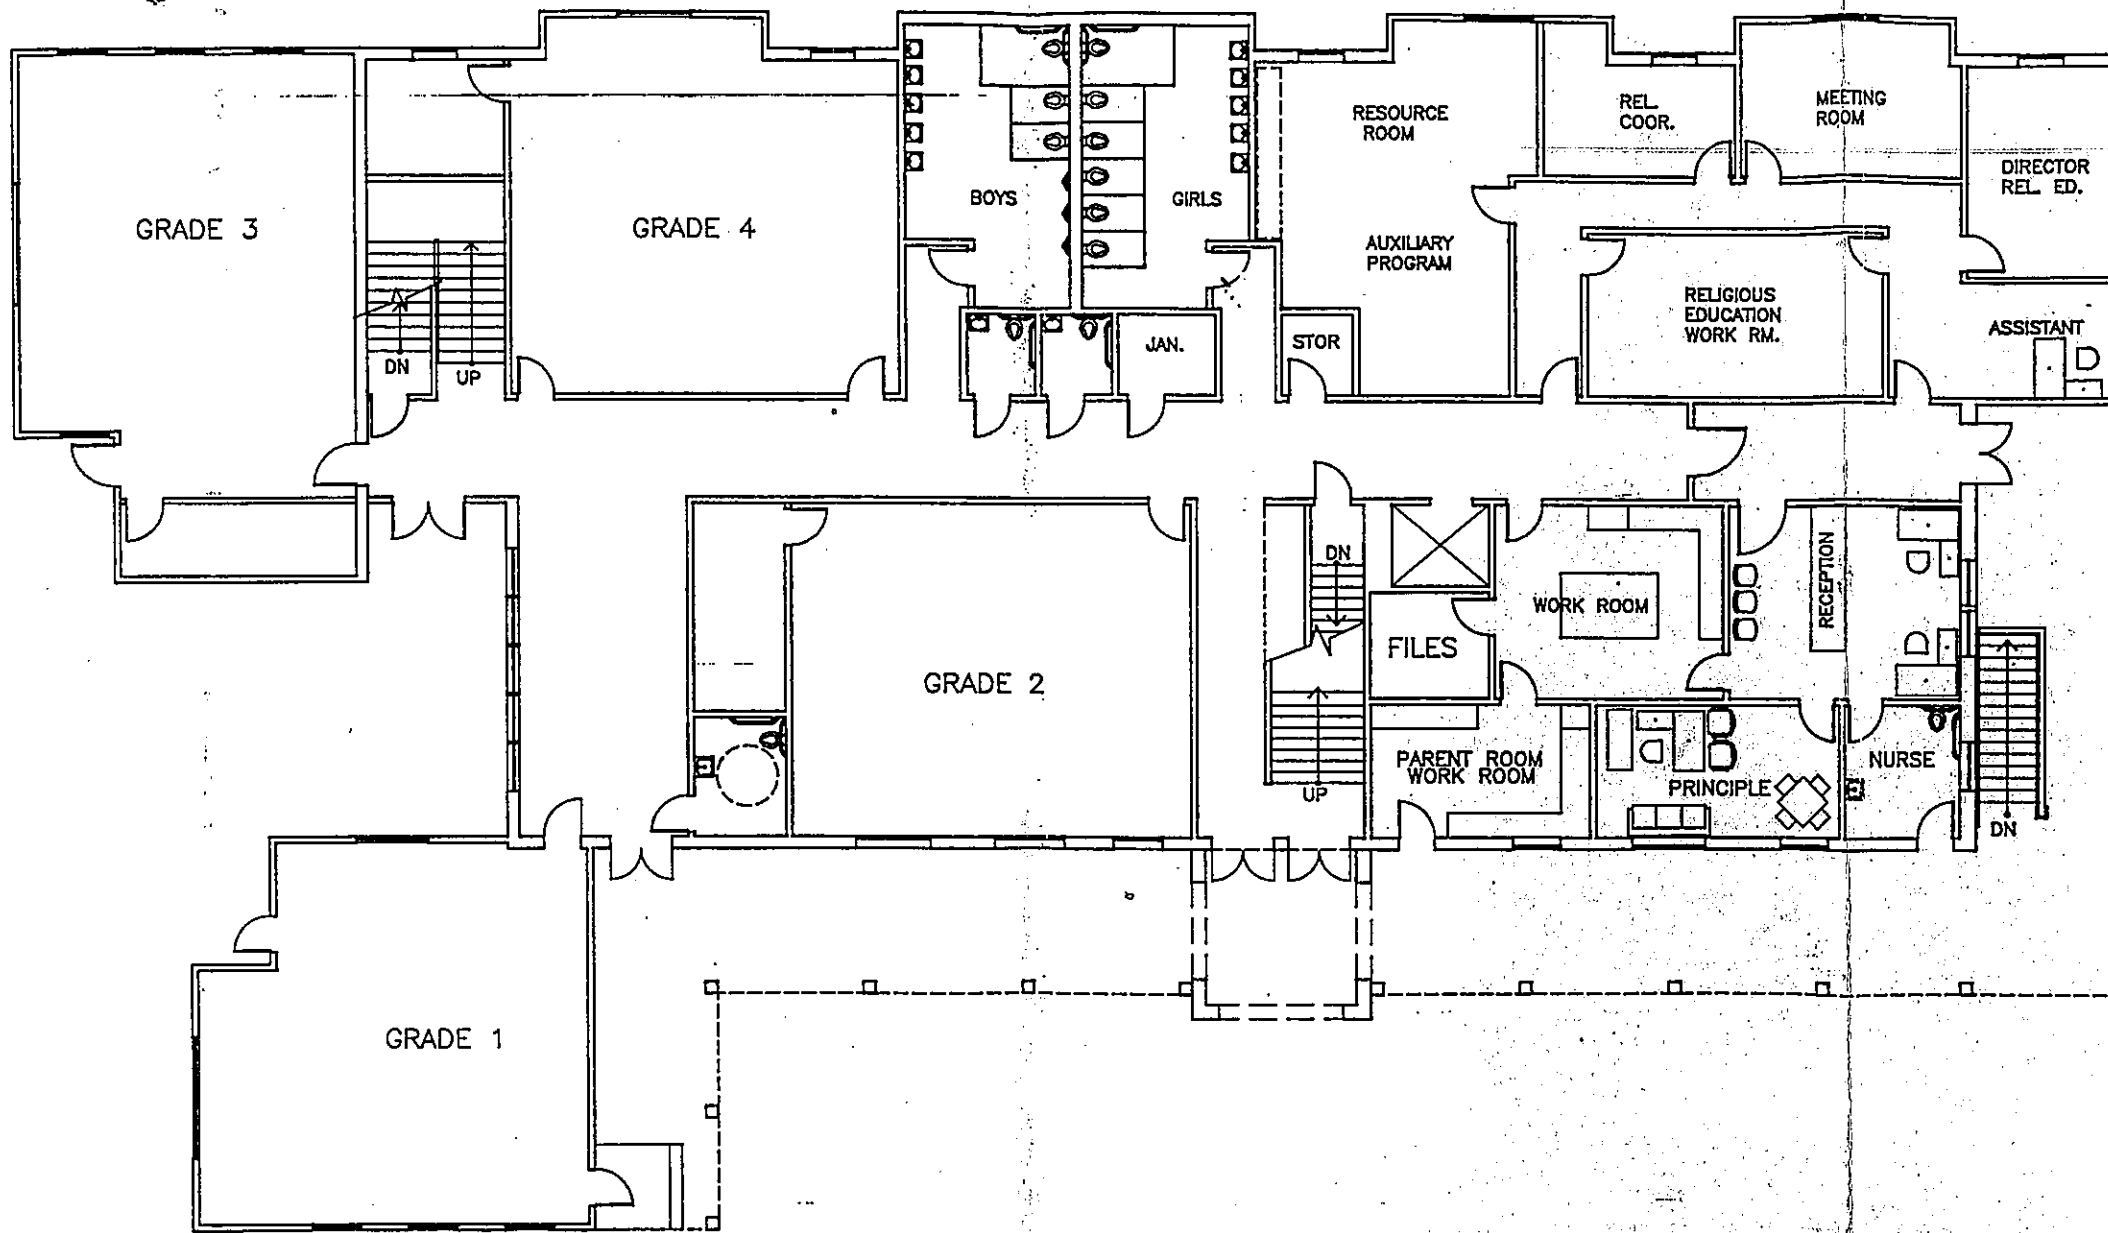 RESOURCE
ROOM
REL.
COOR.
MEETING
ROOM
DIRECTOR
REL. ED.
GRADE 3
GRADE 4
BOYS
GIRLS
AUXILIARY
PROGRAM
RELIGIOUS
EDUCATION
WORK RM.
ASSISTANT
DN
UP
JAN.
STOR
DN
RECEPTION
WORK ROOM
FILES
GRADE 2
PARENT ROOM
WORK ROOM
PRINCIPLE
NURSE
UP
DN
GRADE 1